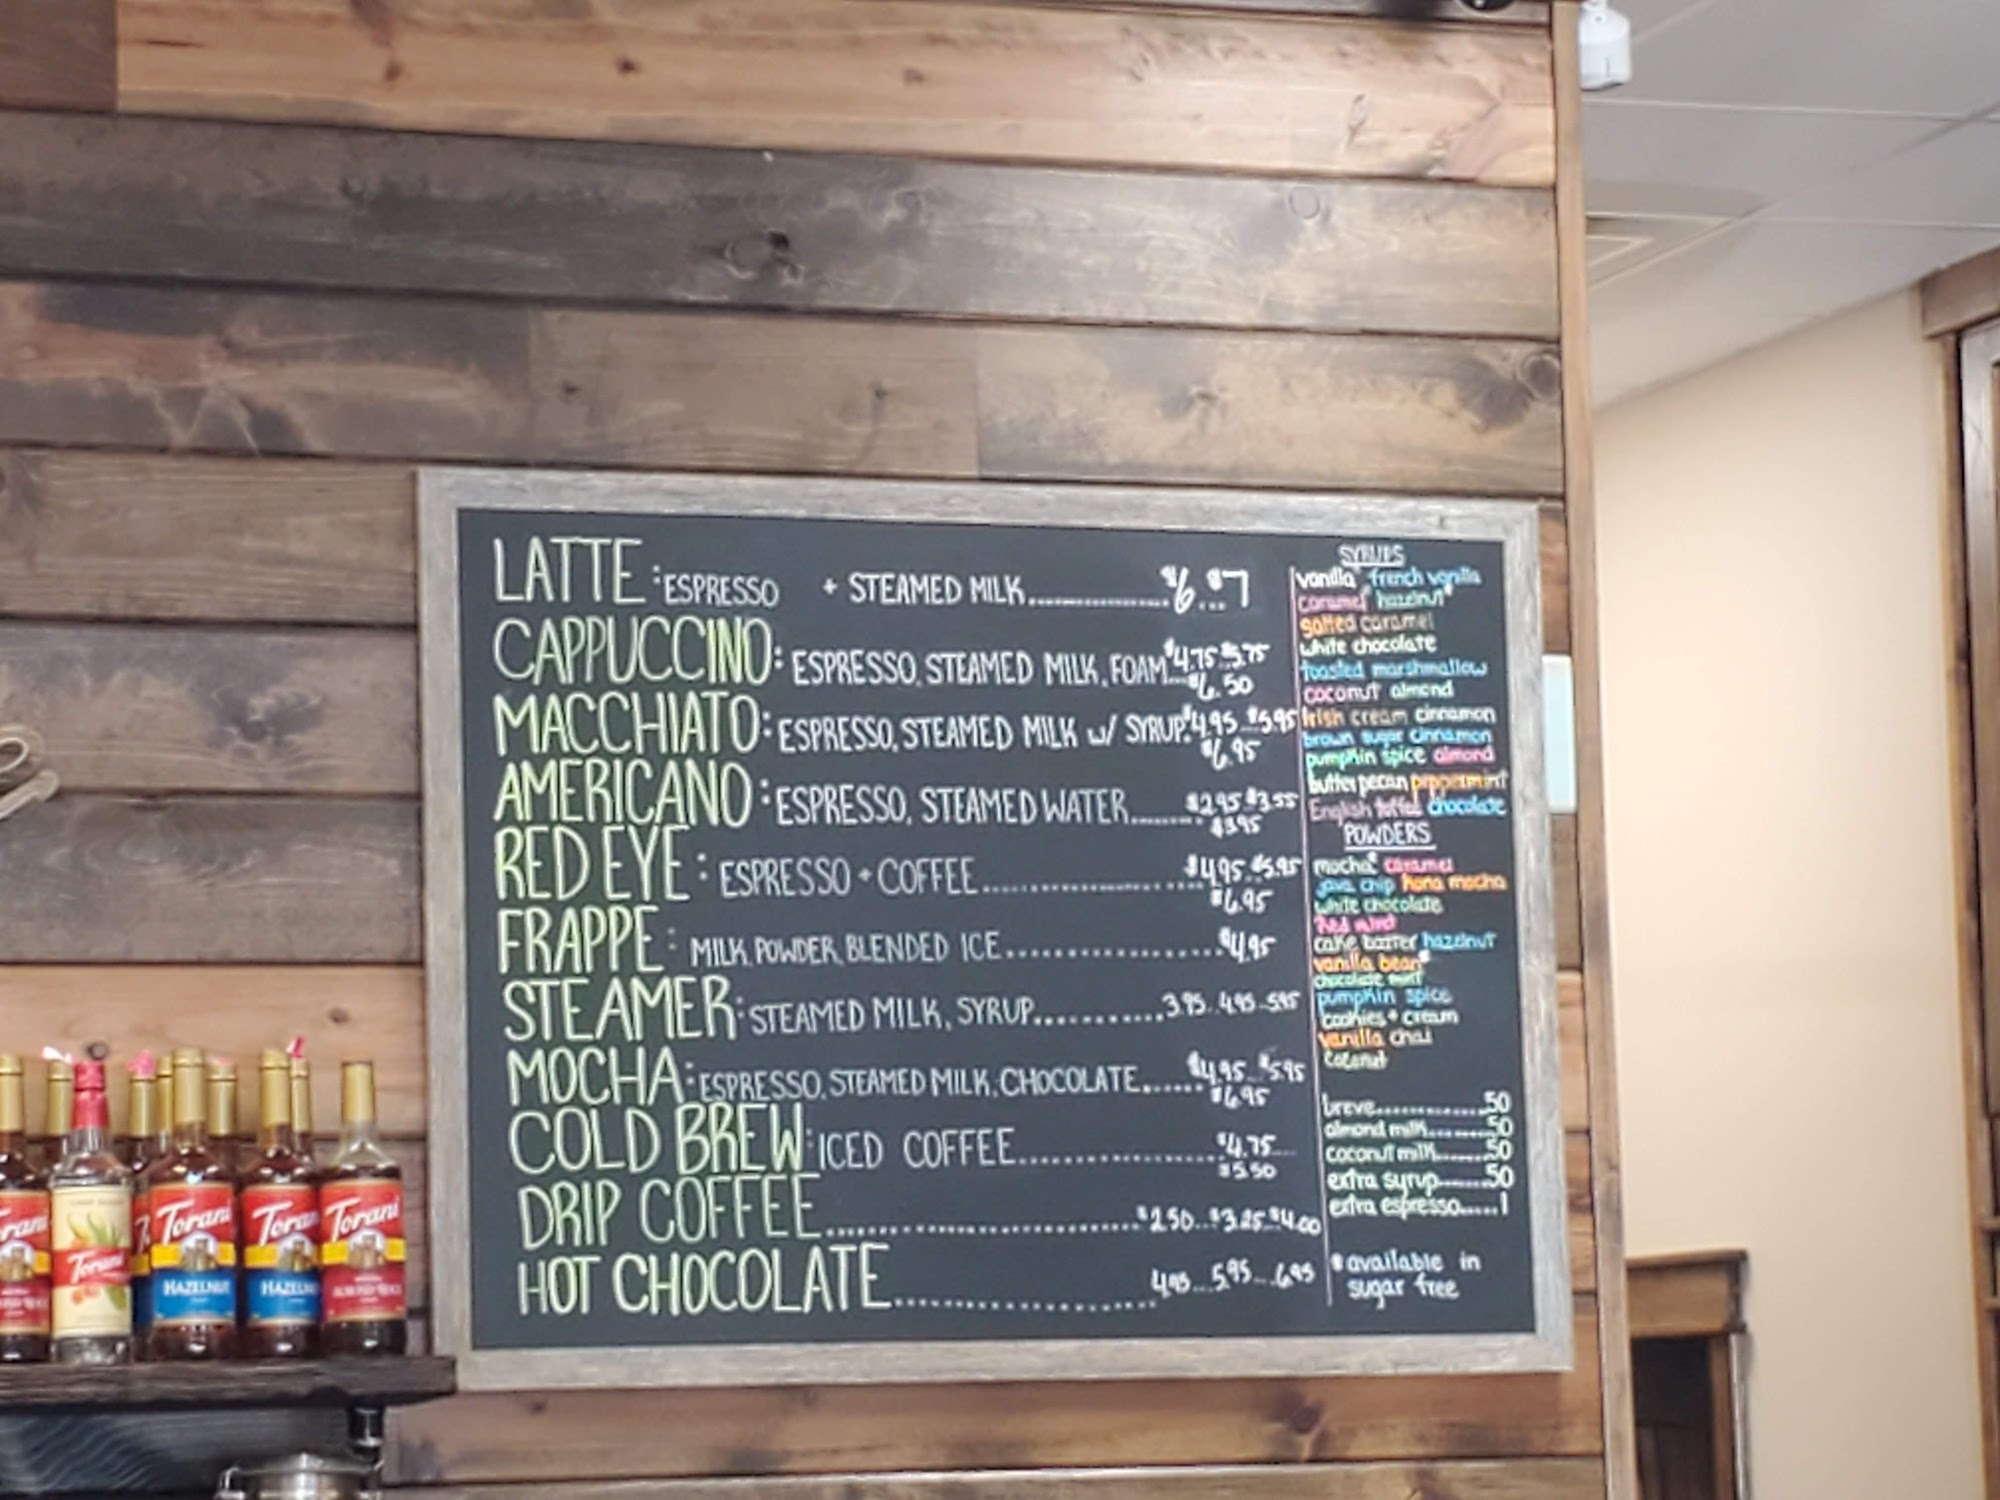 LATTE: ESPRESSO + STEAMED MILK............$6...$7
CAPPUCCINO: ESPRESSO, STEAMED MILK, FOAM...$4.75 $5.75
$6.50
MACCHIATO: ESPRESSO, STEAMED MILK w/ SYRUP $4.95 $5.95
$6.95
AMERICANO: ESPRESSO, STEAMED WATER.......$2.95 $3.55
$3.95
RED EYE: ESPRESSO + COFFEE..................$4.95 $5.95
$6.95
FRAPPE: MILK, POWDER, BLENDED ICE..................$4.95
STEAMER: STEAMED MILK, SYRUP...........3.95...4.95...5.95
MOCHA: ESPRESSO, STEAMED MILK, CHOCOLATE......$4.95...$5.95
$6.95
COLD BREW: ICED COFFEE.................$4.75....
$5.50
DRIP COFFEE..........................$2.50...$3.25..$4.00
HOT CHOCOLATE......................4.95...5.95...6.95
SYRUPS
vanilla* french vanilla
caramel* hazelnut*
salted caramel
white chocolate
toasted marshmallow
coconut almond
Irish cream cinnamon
brown sugar cinnamon
pumpkin spice almond
butter pecan peppermint
English toffee chocolate
POWDERS
mocha* caramel
java chip kona mocha
white chocolate
Red
cake batter hazelnut
vanilla bean*
chocolate mint
pumpkin spice
cookies + cream
vanilla chai
coconut
breve.............50
almond milk........50
coconut milk.......50
extra syrup.......50
extra espresso.....1
*available in
sugar free
Torani
Torani
HAZELNUT
Torani
HAZELNUT
Torani